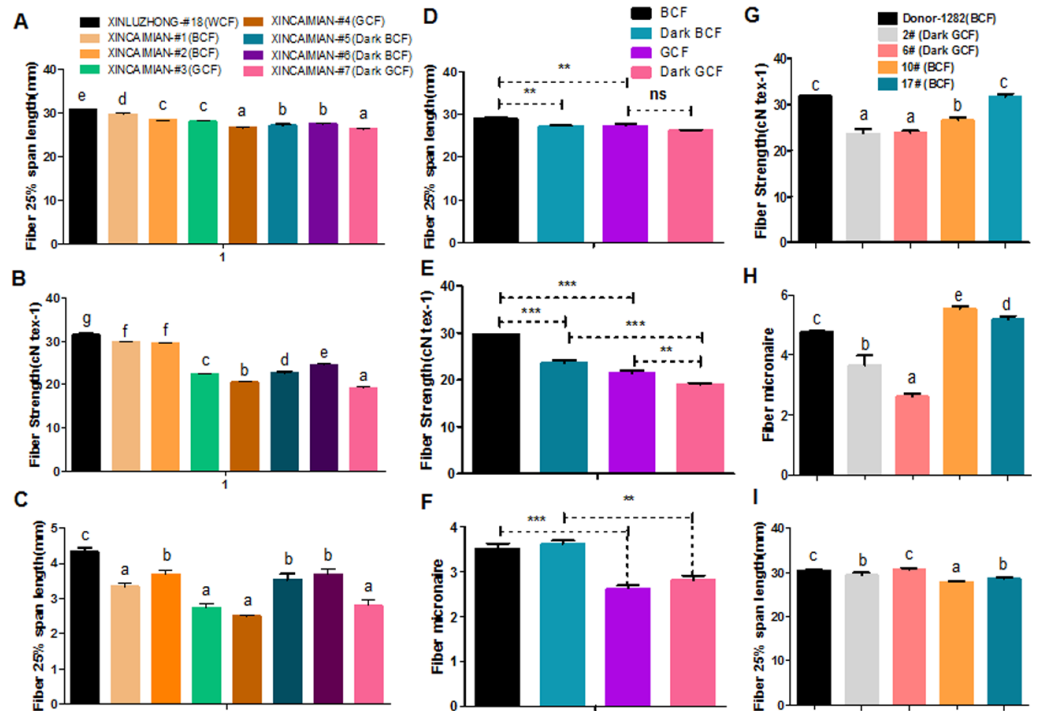 A
XINLUZHONG-#18(WCF)
XINCAIMIAN-#1(BCF)
XINCAIMIAN-#2(BCF)
XINCAIMIAN-#3(GCF)
XINCAIMIAN-#4(GCF)
XINCAIMIAN-#5(Dark BCF)
XINCAIMIAN-#6(Dark BCF)
XINCAIMIAN-#7(Dark GCF)
Fiber 25% span length(mm)
40
30
20
10
0
e d c c a b b a
1
B
Fiber Strength(cN tex-1)
40
30
20
10
0
g f f c b d e a
1
C
Fiber 25% span length(mm)
5
4
3
2
1
0
c a b a a b b a
1
D
BCF
Dark BCF
GCF
Dark GCF
Fiber 25% span length(mm)
40
30
20
10
0
**
**
ns
E
Fiber Strength(cN tex-1)
40
30
20
10
0
***
***
***
**
F
Fiber micronaire
4
3
2
1
0
***
**
G
Donor-1282(BCF)
2# (Dark GCF)
6# (Dark GCF)
10# (BCF)
17# (BCF)
Fiber Strength(cN tex-1)
40
30
20
10
0
c a a b c
H
Fiber micronaire
6
4
2
0
c b a e d
I
Fiber 25% span length(mm)
40
30
20
10
0
c b c a b